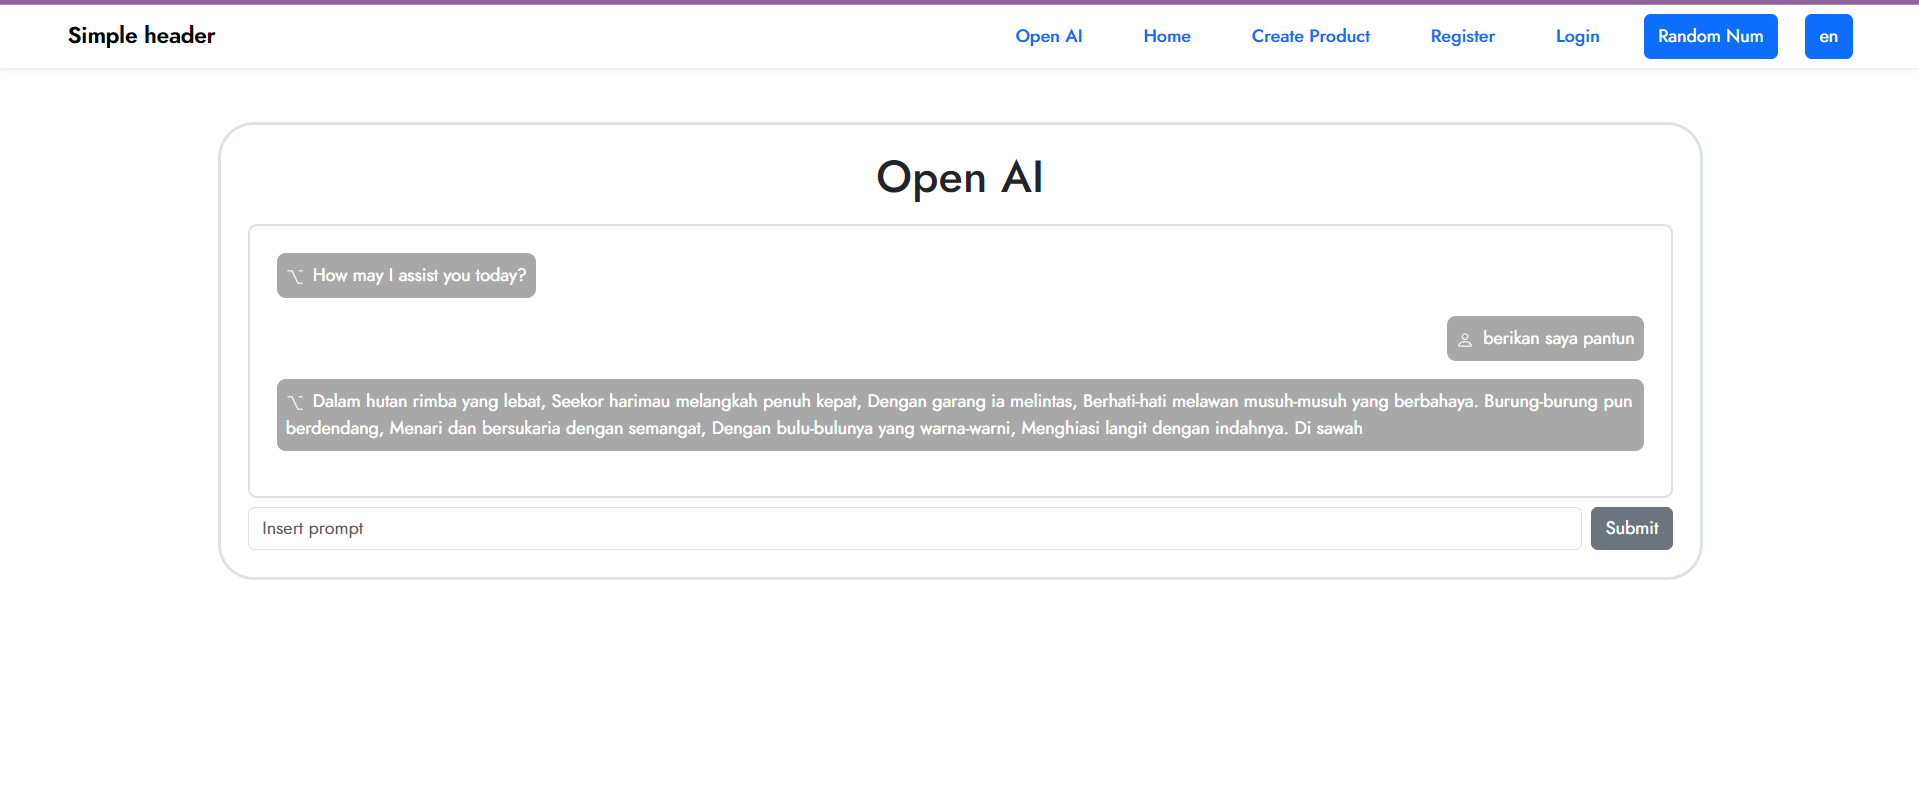 Simple header
Open AI
Home
Create Product
Register
Login
Random Num
en
Open AI
How may I assist you today?
berikan saya pantun
Dalam hutan rimba yang lebat, Seekor harimau melangkah penuh kepat, Dengan garang ia melintas, Berhati-hati melawan musuh-musuh yang berbahaya. Burung-burung pun
berdendang, Menari dan bersukaria dengan semangat, Dengan bulu-bulunya yang warna-warni, Menghiasi langit dengan indahnya. Di sawah
Insert prompt
Submit